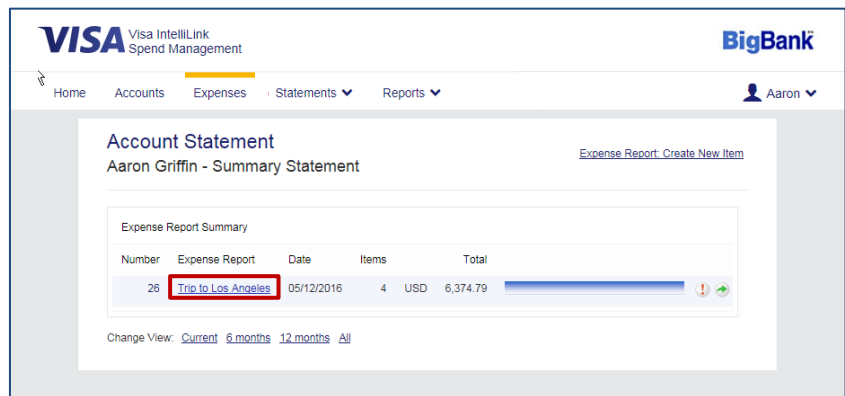 VISA Visa IntelliLink
Spend Management
BigBank
Home Accounts Expenses Statements Reports Aaron
Account Statement
Aaron Griffin - Summary Statement
Expense Report: Create New Item
Expense Report Summary
Number Expense Report Date Items Total
26 Trip to Los Angeles 05/12/2016 4 USD 6,374.79
Change View: Current 6 months 12 months All